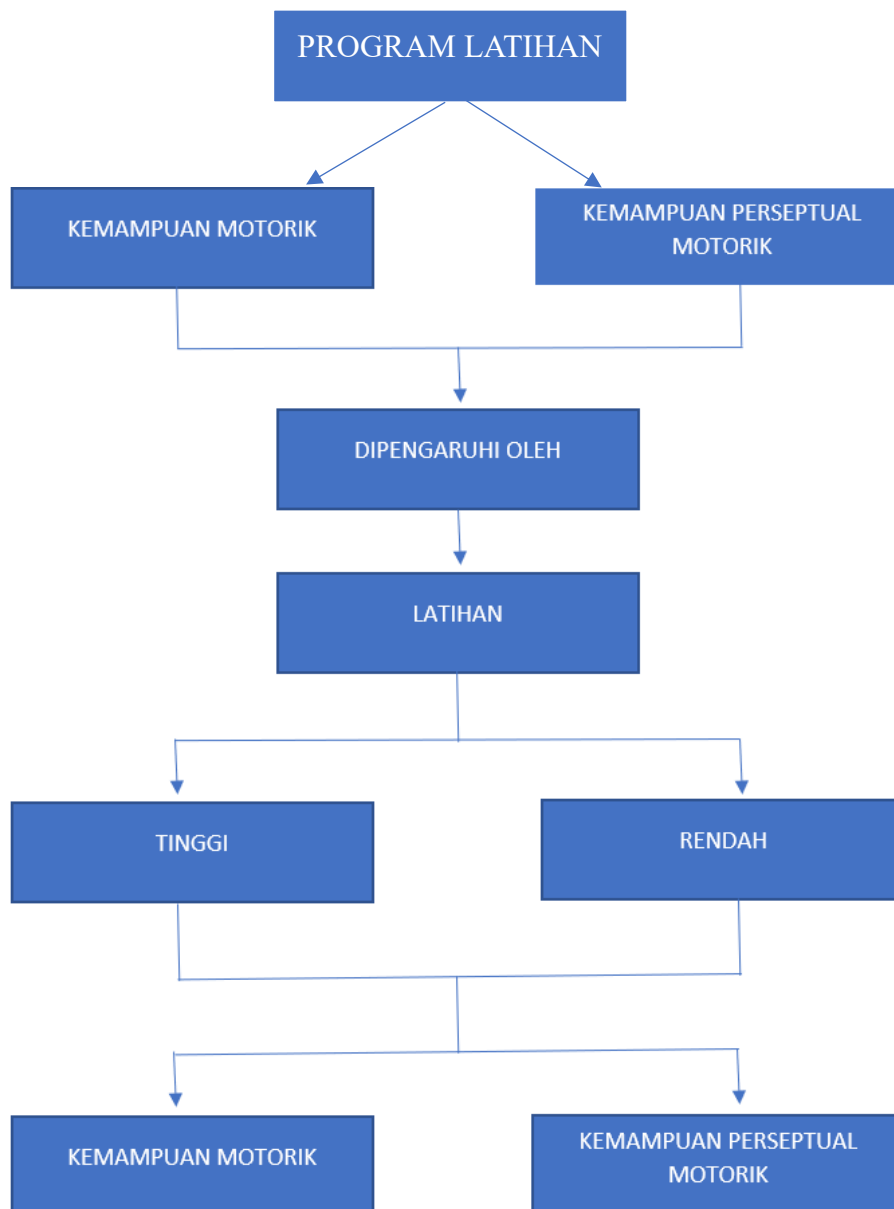 PROGRAM LATIHAN
KEMAMPUAN MOTORIK
KEMAMPUAN PERSEPTUAL
MOTORIK
DIPENGARUHI OLEH
LATIHAN
TINGGI
RENDAH
KEMAMPUAN MOTORIK
KEMAMPUAN PERSEPTUAL
MOTORIK